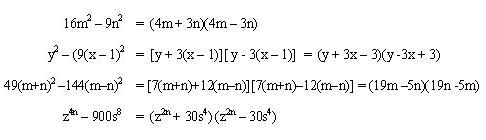 16m² – 9n² = (4m + 3n)(4m – 3n)
y² – (9(x – 1)² = [y + 3(x – 1)][ y - 3(x – 1)] = (y + 3x – 3)(y -3x + 3)
49(m+n)² –144(m–n)² = [7(m+n)+12(m–n)][7(m+n)–12(m–n)] = (19m –5n)(19n -5m)
z⁴ⁿ – 900s⁸ = (z²ⁿ + 30s⁴) (z²ⁿ – 30s⁴)